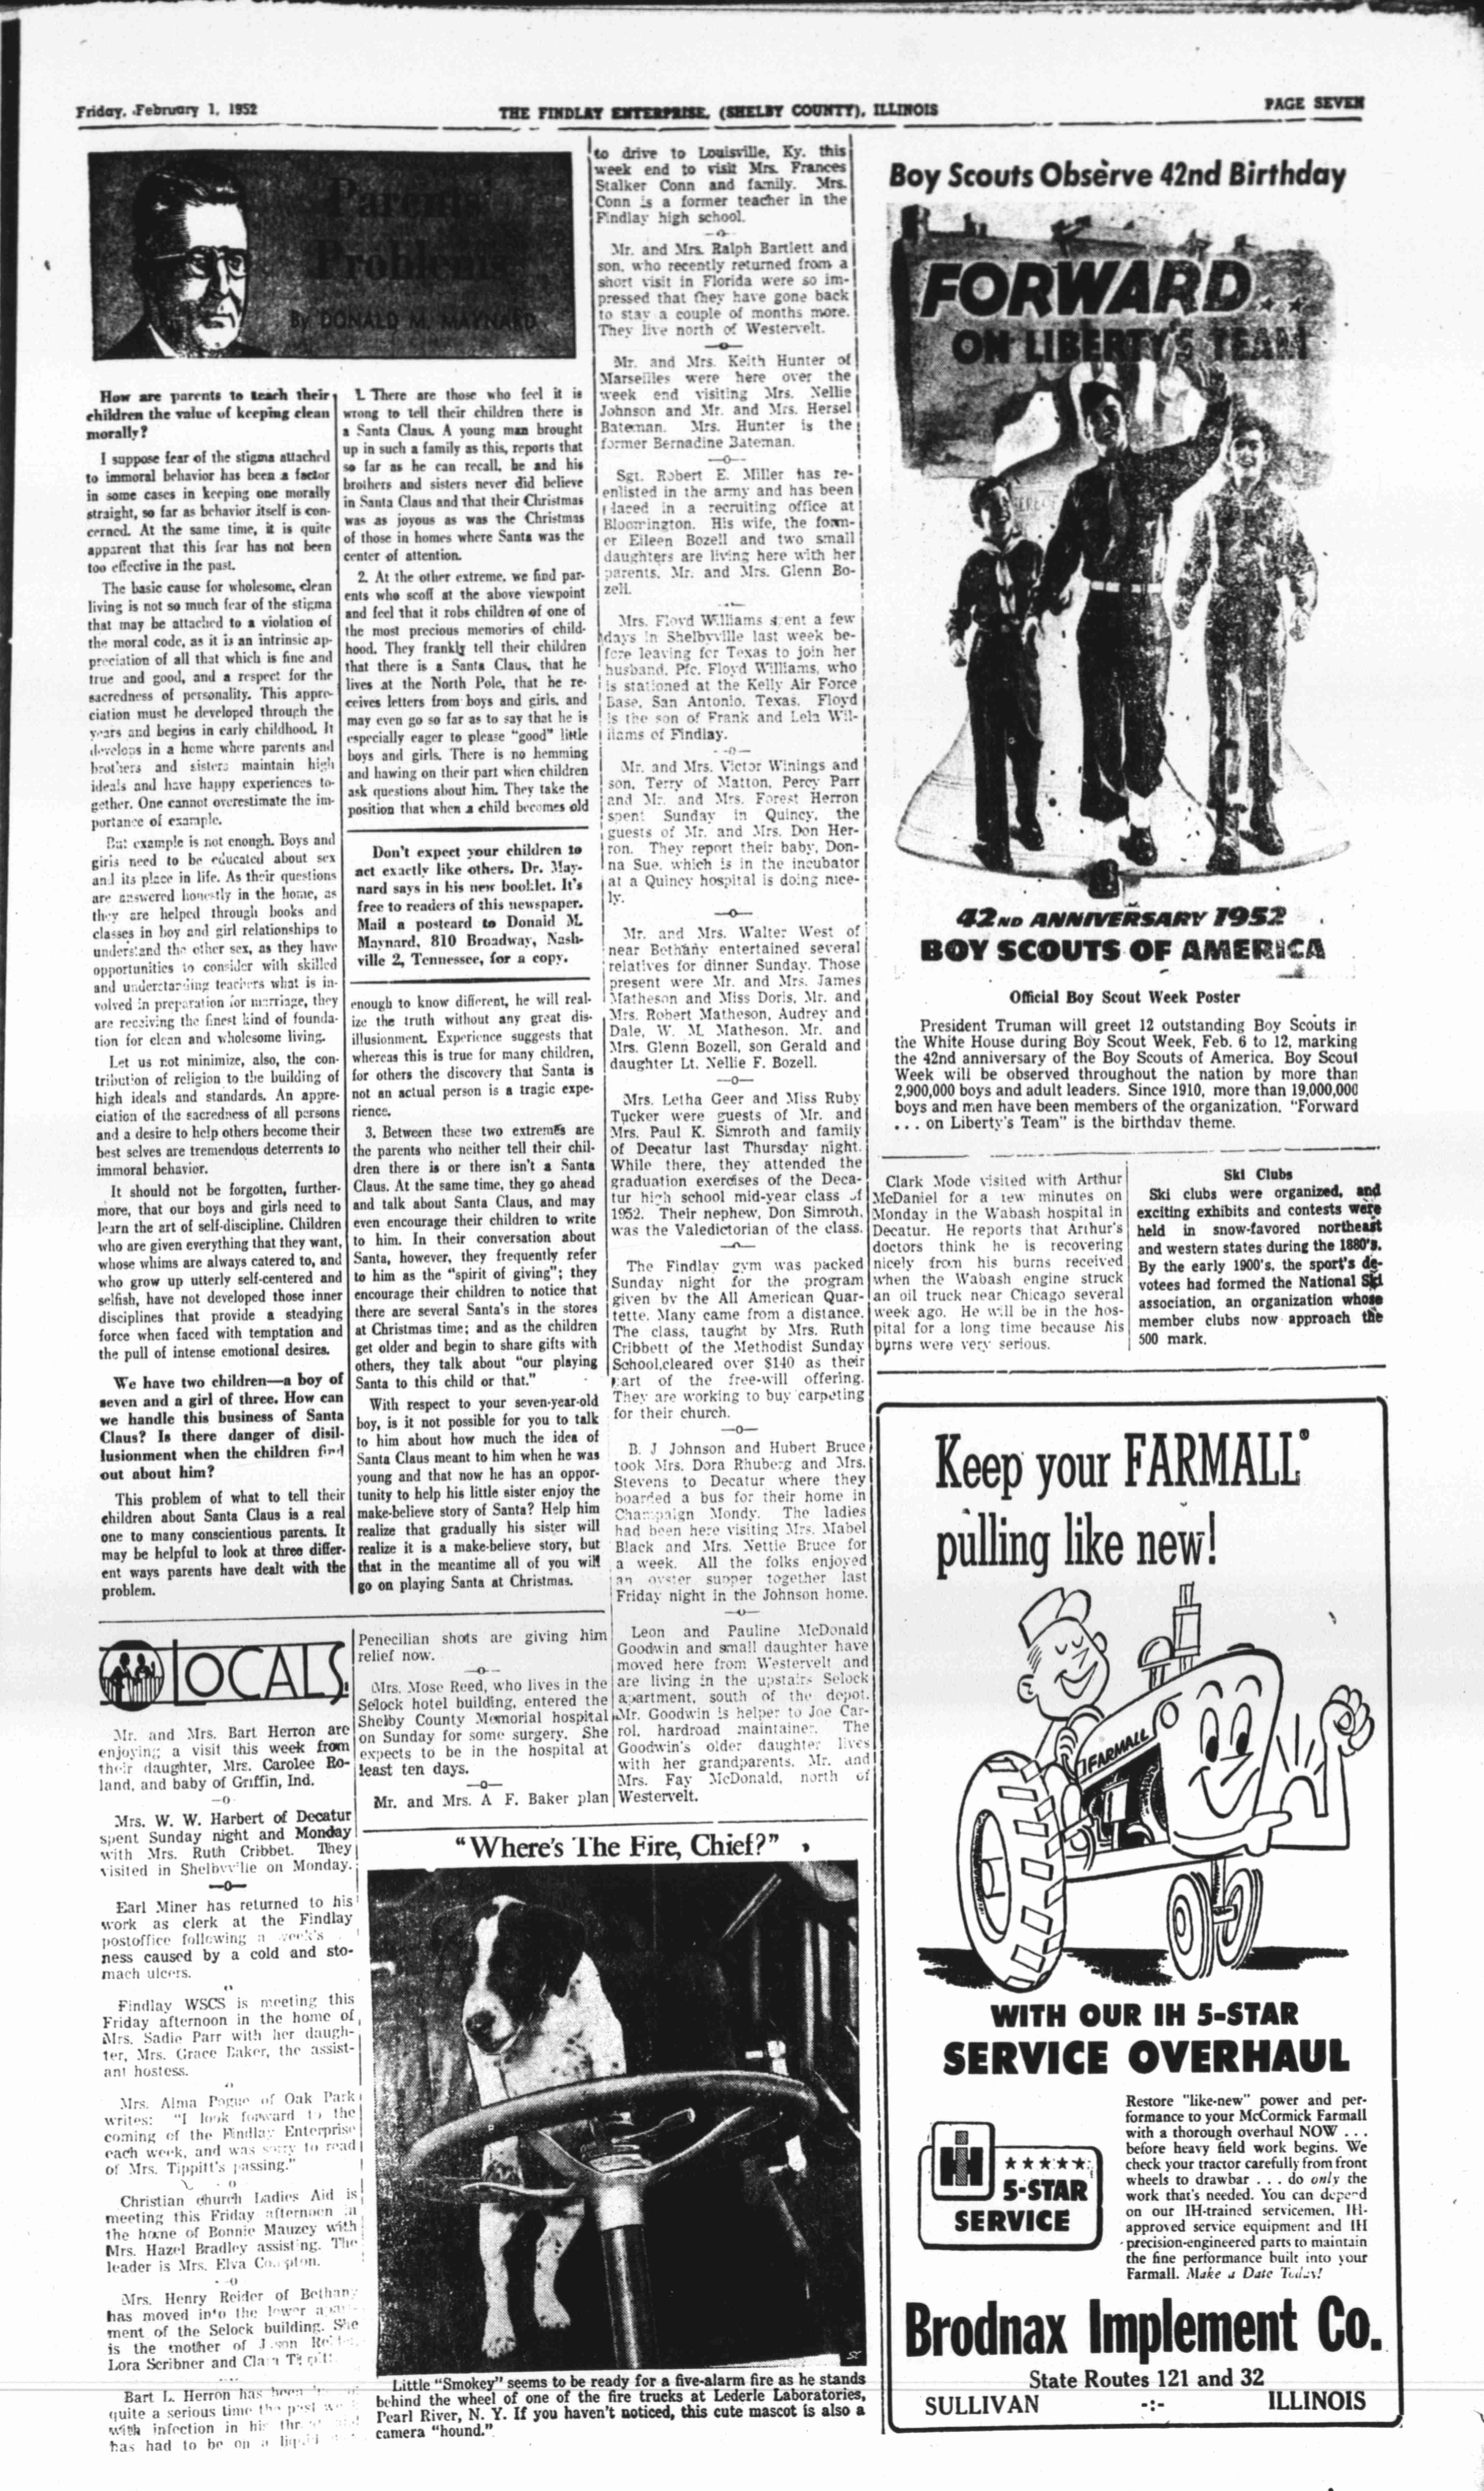 Friday, February 1, 1952
THE FINDLAY ENTERPRISE, (SHELBY COUNTY), ILLINOIS
PAGE SEVEN
Parents'
Problems
By DONALD M. MAYNARD
How are parents to teach their
children the value of keeping clean
morally?
I suppose fear of the stigma attached
to immoral behavior has been a factor
in some cases in keeping one morally
straight, so far as behavior itself is con-
cerned. At the same time, it is quite
apparent that this fear has not been
too effective in the past.
The basic cause for wholesome, clean
living is not so much fear of the stigma
that may be attached to a violation of
the moral code, as it is an intrinsic ap-
preciation of all that which is fine and
true and good, and a respect for the
sacredness of personality. This appre-
ciation must be developed through the
years and begins in early childhood. It
develops in a home where parents and
brothers and sisters maintain high
ideals and have happy experiences to-
gether. One cannot overestimate the im-
portance of example.
But example is not enough. Boys and
girls need to be educated about sex
and its place in life. As their questions
are answered honestly in the home, as
they are helped through books and
classes in boy and girl relationships to
understand the other sex, as they have
opportunities to consider with skilled
and understanding teachers what is in-
volved in preparation for marriage, they
are receiving the finest kind of founda-
tion for clean and wholesome living.
Let us not minimize, also, the con-
tribution of religion to the building of
high ideals and standards. An appre-
ciation of the sacredness of all persons
and a desire to help others become their
best selves are tremendous deterrents to
immoral behavior.
It should not be forgotten, further-
more, that our boys and girls need to
learn the art of self-discipline. Children
who are given everything that they want,
whose whims are always catered to, and
who grow up utterly self-centered and
selfish, have not developed those inner
disciplines that provide a steadying
force when faced with temptation and
the pull of intense emotional desires.
We have two children—a boy of
seven and a girl of three. How can
we handle this business of Santa
Claus? Is there danger of disil-
lusionment when the children find
out about him?
This problem of what to tell their
children about Santa Claus is a real
one to many conscientious parents. It
may be helpful to look at three differ-
ent ways parents have dealt with the
problem.
1. There are those who feel it is
wrong to tell their children there is
a Santa Claus. A young man brought
up in such a family as this, reports that
so far as he can recall, he and his
brothers and sisters never did believe
in Santa Claus and that their Christmas
was as joyous as was the Christmas
of those in homes where Santa was the
center of attention.
2. At the other extreme, we find par-
ents who scoff at the above viewpoint
and feel that it robs children of one of
the most precious memories of child-
hood. They frankly tell their children
that there is a Santa Claus, that he
lives at the North Pole, that he re-
ceives letters from boys and girls, and
may even go so far as to say that he is
especially eager to please "good" little
boys and girls. There is no hemming
and hawing on their part when children
ask questions about him. They take the
position that when a child becomes old
Don't expect your children to
act exactly like others. Dr. May-
nard says in his new booklet. It's
free to readers of this newspaper.
Mail a postcard to Donald M.
Maynard, 810 Broadway, Nash-
ville 2, Tennessee, for a copy.
enough to know different, he will real-
ize the truth without any great dis-
illusionment. Experience suggests that
whereas this is true for many children,
for others the discovery that Santa is
not an actual person is a tragic expe-
rience.
3. Between these two extremes are
the parents who neither tell their chil-
dren there is or there isn't a Santa
Claus. At the same time, they go ahead
and talk about Santa Claus, and may
even encourage their children to write
to him. In their conversation about
Santa, however, they frequently refer
to him as the "spirit of giving"; they
encourage their children to notice that
there are several Santa's in the stores
at Christmas time; and as the children
get older and begin to share gifts with
others, they talk about "our playing
Santa to this child or that."
With respect to your seven-year-old
boy, is it not possible for you to talk
to him about how much the idea of
Santa Claus meant to him when he was
young and that now he has an oppor-
tunity to help his little sister enjoy the
make-believe story of Santa? Help him
realize that gradually his sister will
realize it is a make-believe story, but
that in the meantime all of you will
go on playing Santa at Christmas.
LOCALS
Mr. and Mrs. Bart Herron are
enjoying a visit this week from
their daughter, Mrs. Carolee Ro-
land, and baby of Griffin, Ind.
—o—
Mrs. W. W. Harbert of Decatur
spent Sunday night and Monday
with Mrs. Ruth Cribbet. They
visited in Shelbyville on Monday.
—o—
Earl Miner has returned to his
work as clerk at the Findlay
postoffice following a week's
ness caused by a cold and sto-
mach ulcers.
Findlay WSCS is meeting this
Friday afternoon in the home of
Mrs. Sadie Parr with her daugh-
ter, Mrs. Grace Baker, the assist-
ant hostess.
Mrs. Alma Pogue of Oak Park
writes: "I look forward to the
coming of the Findlay Enterprise
each week, and was sorry to read
of Mrs. Tippitt's passing."
Christian church Ladies Aid is
meeting this Friday afternoon in
the home of Bonnie Mauzey with
Mrs. Hazel Bradley assisting. The
leader is Mrs. Elva Compton.
Mrs. Henry Reider of Bethany
has moved into the lower apart-
ment of the Selock building. She
is the mother of
Lora Scribner and Clara
Bart L. Herron has been
quite a serious time the past
with infection in his
has had to be on a liquid
Penecilian shots are giving him
relief now.
—o—
Mrs. Mose Reed, who lives in the
Selock hotel building, entered the
Shelby County Memorial hospital
on Sunday for some surgery. She
expects to be in the hospital at
least ten days.
—o—
Mr. and Mrs. A F. Baker plan
to drive to Louisville, Ky. this
week end to visit Mrs. Frances
Stalker Conn and family. Mrs.
Conn is a former teacher in the
Findlay high school.
—o—
Mr. and Mrs. Ralph Bartlett and
son, who recently returned from a
short visit in Florida were so im-
pressed that they have gone back
to stay a couple of months more.
They live north of Westervelt.
—o—
Mr. and Mrs. Keith Hunter of
Marseilles were here over the
week end visiting Mrs. Nellie
Johnson and Mr. and Mrs. Hersel
Bateman. Mrs. Hunter is the
former Bernadine Bateman.
—o—
Sgt. Robert E. Miller has re-
enlisted in the army and has been
placed in a recruiting office at
Bloomington. His wife, the form-
er Eileen Bozell and two small
daughters are living here with her
parents, Mr. and Mrs. Glenn Bo-
zell.
Mrs. Floyd Williams spent a few
days in Shelbyville last week be-
fore leaving for Texas to join her
husband, Pfc. Floyd Williams, who
is stationed at the Kelly Air Force
Base, San Antonio, Texas. Floyd
is the son of Frank and Lela Wil-
liams of Findlay.
—o—
Mr. and Mrs. Victor Winings and
son, Terry of Matton, Percy Parr
and Mr. and Mrs. Forest Herron
spent Sunday in Quincy, the
guests of Mr. and Mrs. Don Her-
ron. They report their baby, Don-
na Sue, which is in the incubator
at a Quincy hospital is doing nice-
ly.
—o—
Mr. and Mrs. Walter West of
near Bethany entertained several
relatives for dinner Sunday. Those
present were Mr. and Mrs. James
Matheson and Miss Doris, Mr. and
Mrs. Robert Matheson, Audrey and
Dale, W. M. Matheson, Mr. and
Mrs. Glenn Bozell, son Gerald and
daughter Lt. Nellie F. Bozell.
—o—
Mrs. Letha Geer and Miss Ruby
Tucker were guests of Mr. and
Mrs. Paul K. Simroth and family
of Decatur last Thursday night.
While there, they attended the
graduation exercises of the Deca-
tur high school mid-year class of
1952. Their nephew, Don Simroth,
was the Valedictorian of the class.
The Findlay gym was packed
Sunday night for the program
given by the All American Quar-
tette. Many came from a distance.
The class, taught by Mrs. Ruth
Cribbett of the Methodist Sunday
School,cleared over $140 as their
part of the free-will offering.
They are working to buy carpeting
for their church.
—o—
B. J Johnson and Hubert Bruce
took Mrs. Dora Rhuberg and Mrs.
Stevens to Decatur where they
boarded a bus for their home in
Champaign Mondy. The ladies
had been here visiting Mrs. Mabel
Black and Mrs. Nettie Bruce for
a week. All the folks enjoyed
an oyster supper together last
Friday night in the Johnson home.
—o—
Leon and Pauline McDonald
Goodwin and small daughter have
moved here from Westervelt and
are living in the upstairs Selock
apartment, south of the depot.
Mr. Goodwin is helper to Joe Car-
rol, hardroad maintainer. The
Goodwin's older daughter lives
with her grandparents, Mr. and
Mrs. Fay McDonald, north of
Westervelt.
"Where's The Fire, Chief?"
Little "Smokey" seems to be ready for a five-alarm fire as he stands
behind the wheel of one of the fire trucks at Lederle Laboratories,
Pearl River, N. Y. If you haven't noticed, this cute mascot is also a
camera "hound."
Boy Scouts Observe 42nd Birthday
FORWARD..
ON LIBERTY'S TEAM
42ND ANNIVERSARY 1952
BOY SCOUTS OF AMERICA
Official Boy Scout Week Poster
President Truman will greet 12 outstanding Boy Scouts in
the White House during Boy Scout Week, Feb. 6 to 12, marking
the 42nd anniversary of the Boy Scouts of America. Boy Scout
Week will be observed throughout the nation by more than
2,900,000 boys and adult leaders. Since 1910, more than 19,000,000
boys and men have been members of the organization. "Forward
... on Liberty's Team" is the birthday theme.
Clark Mode visited with Arthur
McDaniel for a few minutes on
Monday in the Wabash hospital in
Decatur. He reports that Arthur's
doctors think he is recovering
nicely from his burns received
when the Wabash engine struck
an oil truck near Chicago several
week ago. He will be in the hos-
pital for a long time because his
burns were very serious.
Ski Clubs
Ski clubs were organized, and
exciting exhibits and contests were
held in snow-favored northeast
and western states during the 1880's.
By the early 1900's, the sport's de-
votees had formed the National Ski
association, an organization whose
member clubs now approach the
500 mark.
Keep your FARMALL®
pulling like new!
FARMALL
WITH OUR IH 5-STAR
SERVICE OVERHAUL
IH
★★★★★
5-STAR
SERVICE
Restore "like-new" power and per-
formance to your McCormick Farmall
with a thorough overhaul NOW ...
before heavy field work begins. We
check your tractor carefully from front
wheels to drawbar ... do only the
work that's needed. You can depend
on our IH-trained servicemen, IH-
approved service equipment and IH
precision-engineered parts to maintain
the fine performance built into your
Farmall. Make a Date Today!
Brodnax Implement Co.
State Routes 121 and 32
SULLIVAN -:- ILLINOIS